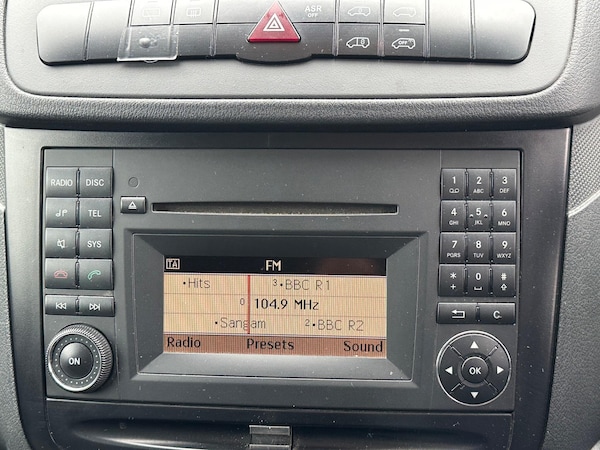 ASR
OFF
OFF
RADIO DISC
TEL
SYS
ON
TA FM
•Hits 3•BBC R1
0 104.9 MHz
•Sangam 2•BBC R2
Radio Presets Sound
1 2 ABC 3 DEF
4 GHI 5 JKL 6 MNO
7 PQRS 8 TUV 9 WXYZ
* + 0 #
C
OK